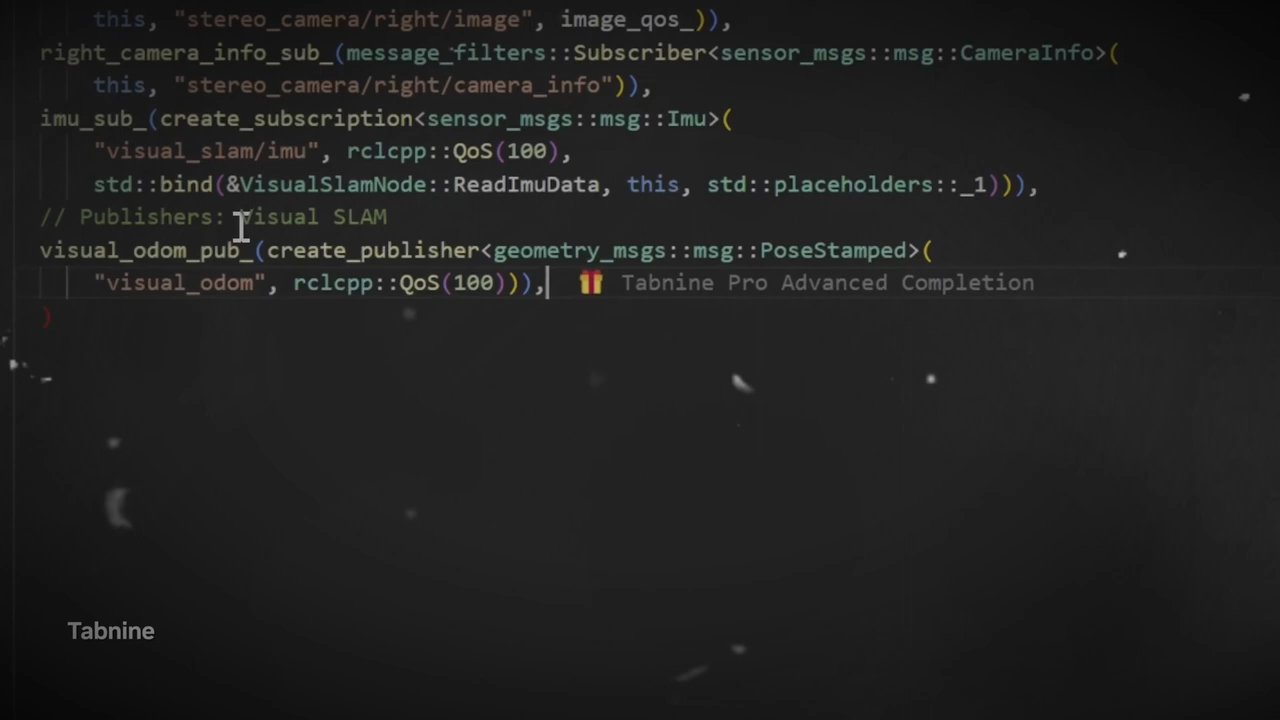 this, "stereo_camera/right/image", image_qos_)),
right_camera_info_sub_(message_filters::Subscriber<sensor_msgs::msg::CameraInfo>(
this, "stereo_camera/right/camera_info")),
imu_sub_(create_subscription<sensor_msgs::msg::Imu>(
"visual_slam/imu", rclcpp::QoS(100),
std::bind(&VisualSlamNode::ReadImuData, this, std::placeholders::_1))),
// Publishers: Visual SLAM
visual_odom_pub_(create_publisher<geometry_msgs::msg::PoseStamped>(
"visual_odom", rclcpp::QoS(100))), 🎁 Tabnine Pro Advanced Completion
)
Tabnine